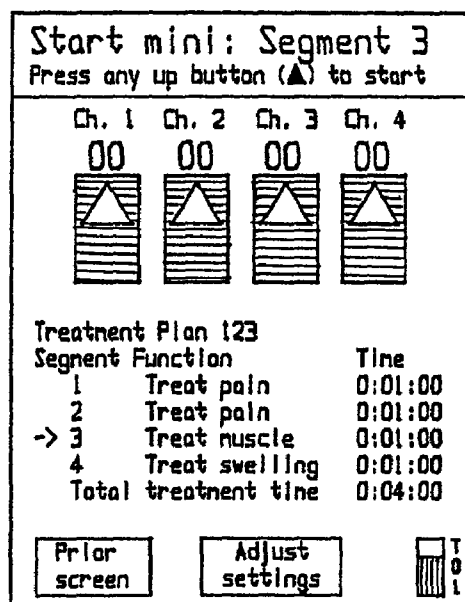 Start mini: Segment 3
Press any up button (▲) to start
Ch. 1 Ch. 2 Ch. 3 Ch. 4
00 00 00 00
Treatment Plan 123
Segment Function Time
1 Treat pain 0:01:00
2 Treat pain 0:01:00
-> 3 Treat muscle 0:01:00
4 Treat swelling 0:01:00
Total treatment time 0:04:00
Prior screen
Adjust settings
TOL